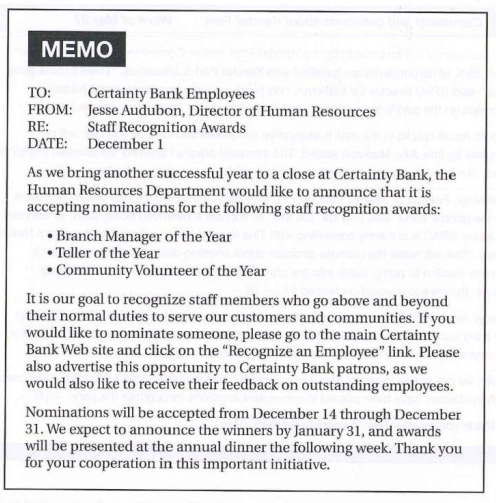 MEMO
TO: Certainty Bank Employees
FROM: Jesse Audubon, Director of Human Resources
RE: Staff Recognition Awards
DATE: December 1
As we bring another successful year to a close at Certainty Bank, the
Human Resources Department would like to announce that it is
accepting nominations for the following staff recognition awards:
• Branch Manager of the Year
• Teller of the Year
• Community Volunteer of the Year
It is our goal to recognize staff members who go above and beyond
their normal duties to serve our customers and communities. If you
would like to nominate someone, please go to the main Certainty
Bank Web site and click on the “Recognize an Employee” link. Please
also advertise this opportunity to Certainty Bank patrons, as we
would also like to receive their feedback on outstanding employees.
Nominations will be accepted from December 14 through December
31. We expect to announce the winners by January 31, and awards
will be presented at the annual dinner the following week. Thank you
for your cooperation in this important initiative.